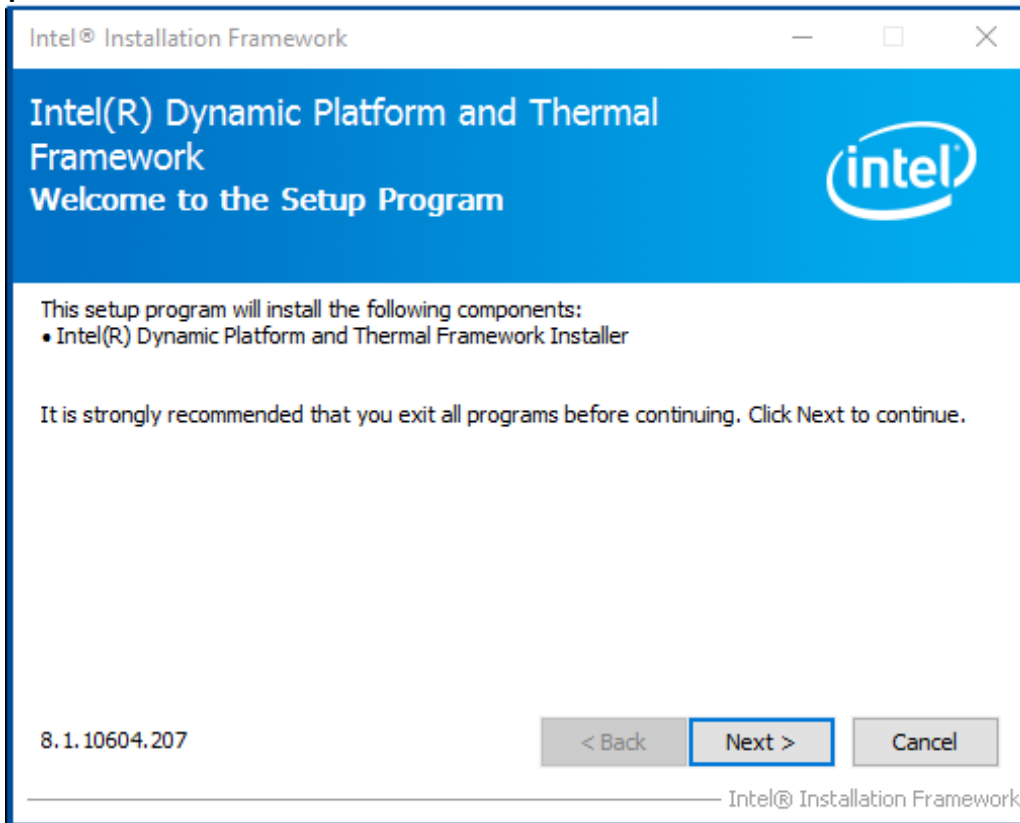 Intel® Installation Framework
Intel(R) Dynamic Platform and Thermal
Framework
Welcome to the Setup Program
intel
This setup program will install the following components:
• Intel(R) Dynamic Platform and Thermal Framework Installer
It is strongly recommended that you exit all programs before continuing. Click Next to continue.
8.1.10604.207
< Back Next > Cancel
Intel® Installation Framework